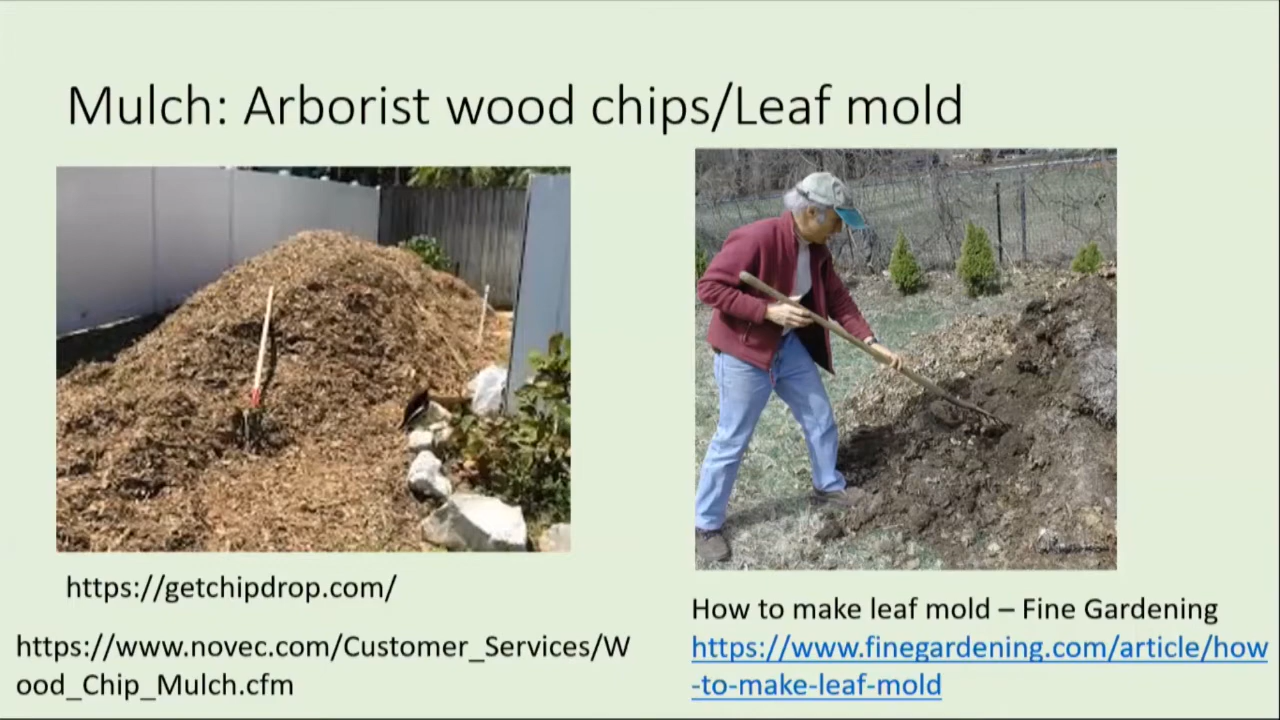 Mulch: Arborist wood chips/Leaf mold
https://getchipdrop.com/
https://www.novec.com/Customer_Services/W
ood_Chip_Mulch.cfm
How to make leaf mold – Fine Gardening
https://www.finegardening.com/article/how
-to-make-leaf-mold